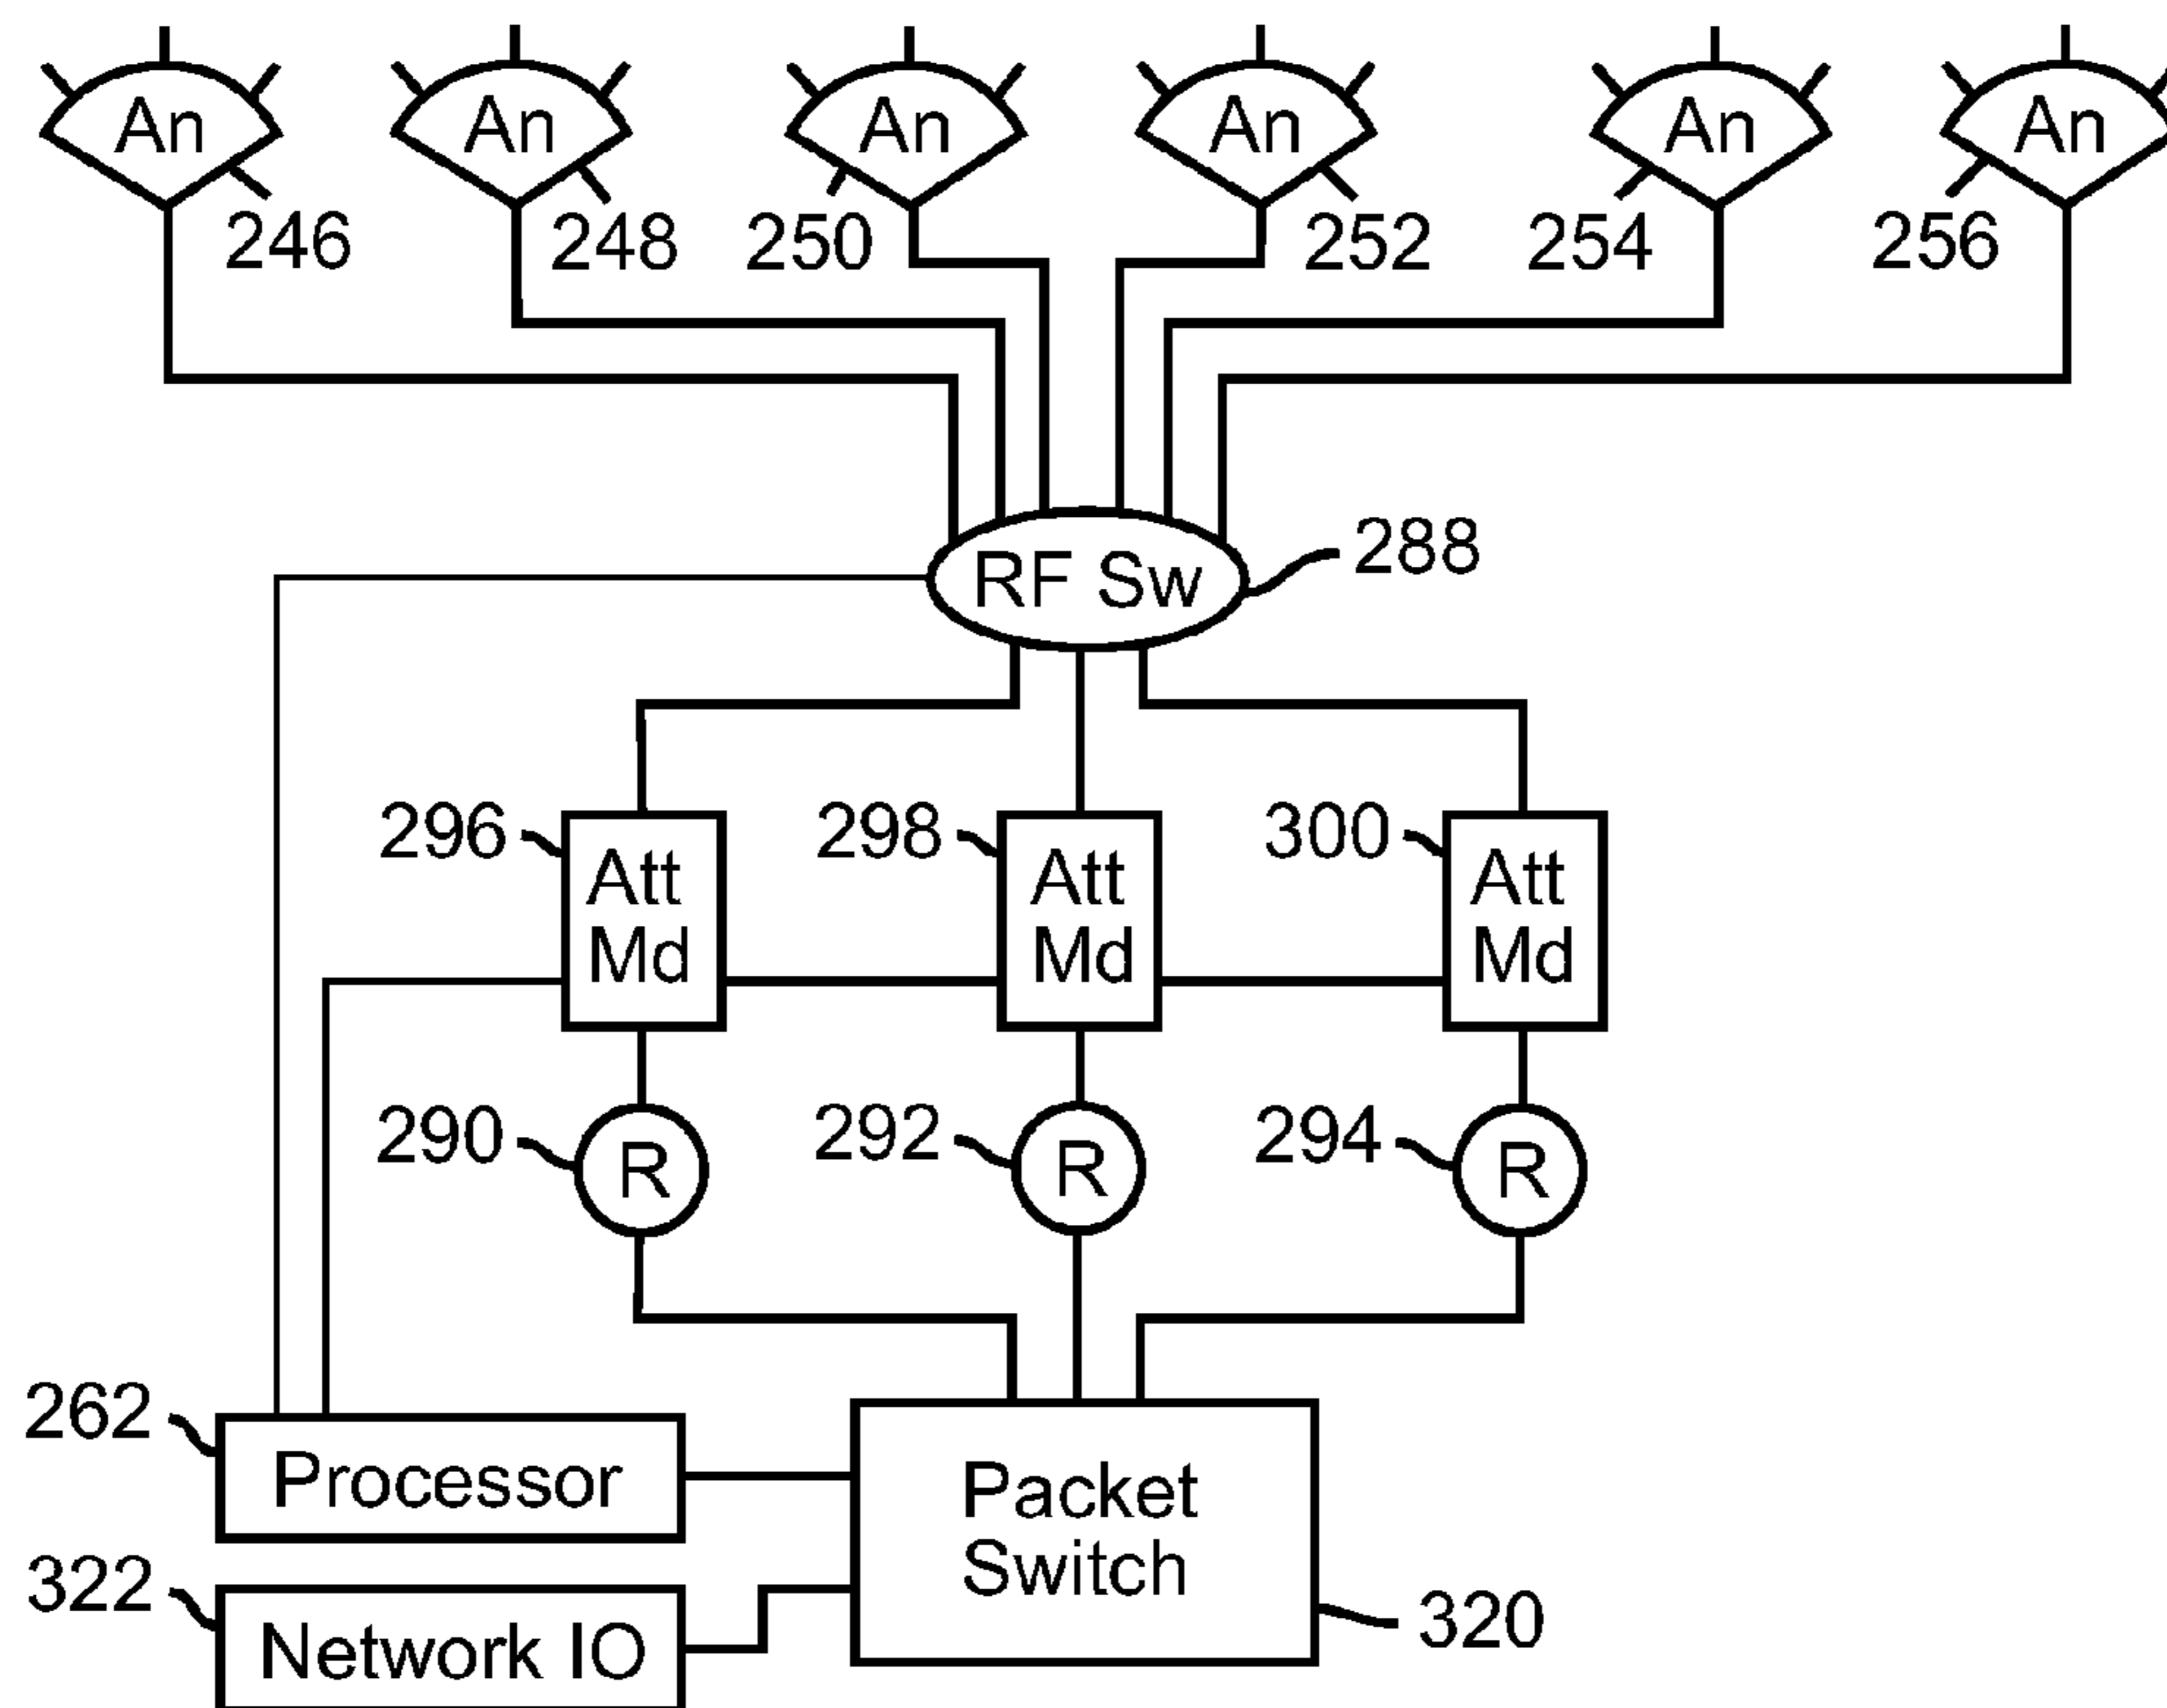 An An An An An An
246 248 250 252 254 256
RF Sw 288
296 298 300
Att Att Att
Md Md Md
290 292 294
R R R
262
Processor
Packet
Switch
322
Network IO
320